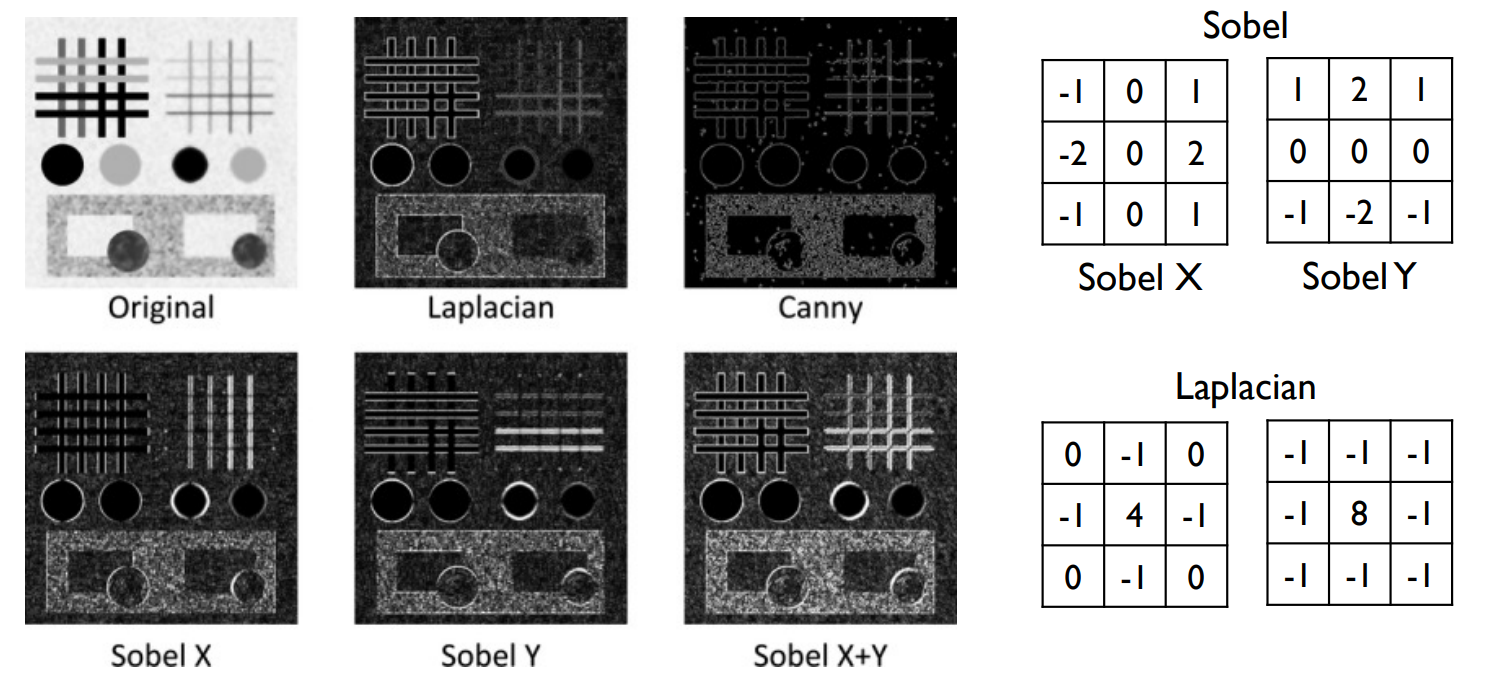 Original
Laplacian
Canny
Sobel X
Sobel Y
Sobel X+Y
Sobel
-1 0 1
-2 0 2
-1 0 1
Sobel X
1 2 1
0 0 0
-1 -2 -1
Sobel Y
Laplacian
0 -1 0
-1 4 -1
0 -1 0
-1 -1 -1
-1 8 -1
-1 -1 -1